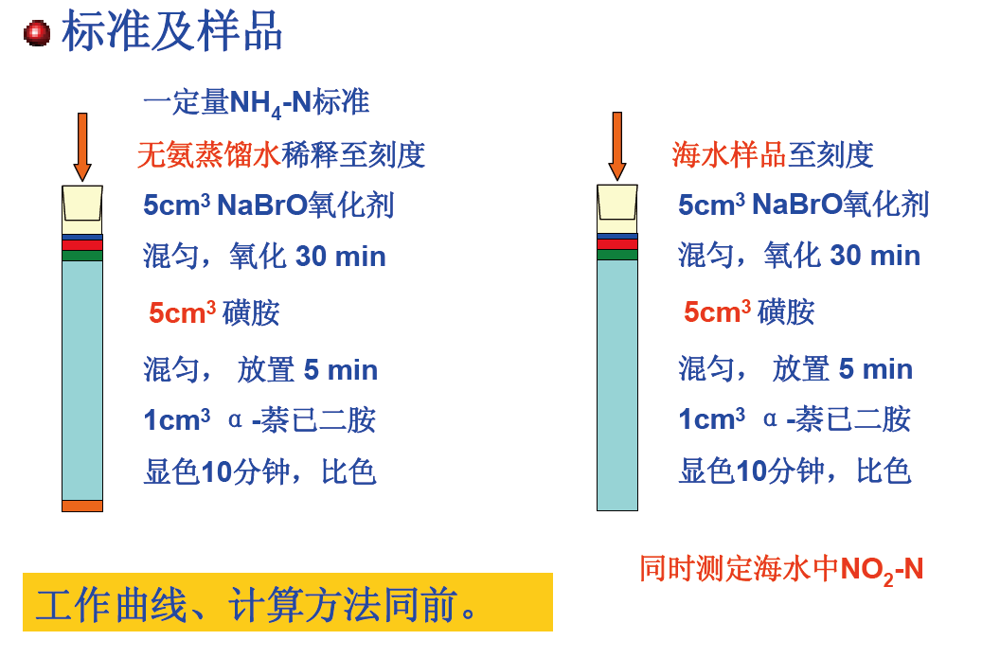 标准及样品
一定量NH₄-N标准
无氨蒸馏水稀释至刻度
5cm³ NaBrO氧化剂
混匀，氧化 30 min
5cm³ 磺胺
混匀， 放置 5 min
1cm³ α-萘已二胺
显色10分钟，比色
海水样品至刻度
5cm³ NaBrO氧化剂
混匀，氧化 30 min
5cm³ 磺胺
混匀， 放置 5 min
1cm³ α-萘已二胺
显色10分钟，比色
同时测定海水中NO₂-N
工作曲线、计算方法同前。